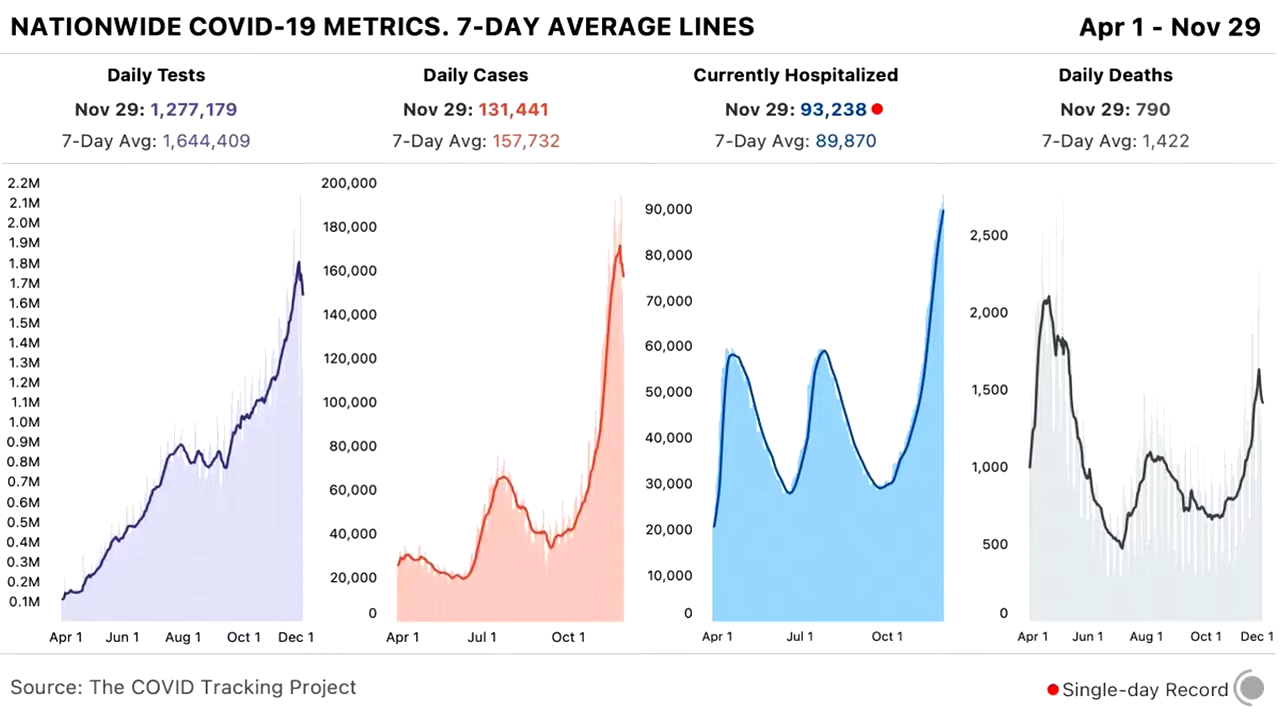 NATIONWIDE COVID-19 METRICS. 7-DAY AVERAGE LINES
Apr 1 - Nov 29
Daily Tests
Nov 29: 1,277,179
7-Day Avg: 1,644,409
Daily Cases
Nov 29: 131,441
7-Day Avg: 157,732
Currently Hospitalized
Nov 29: 93,238
7-Day Avg: 89,870
Daily Deaths
Nov 29: 790
7-Day Avg: 1,422
2.2M
2.1M
2.0M
1.9M
1.8M
1.7M
1.6M
1.5M
1.4M
1.3M
1.2M
1.1M
1.0M
0.9M
0.8M
0.7M
0.6M
0.5M
0.4M
0.3M
0.2M
0.1M
Apr 1 Jun 1 Aug 1 Oct 1 Dec 1
200,000
180,000
160,000
140,000
120,000
100,000
80,000
60,000
40,000
20,000
0
Apr 1 Jul 1 Oct 1
90,000
80,000
70,000
60,000
50,000
40,000
30,000
20,000
10,000
0
Apr 1 Jul 1 Oct 1
2,500
2,000
1,500
1,000
500
0
Apr 1 Jun 1 Aug 1 Oct 1 Dec 1
Source: The COVID Tracking Project
Single-day Record